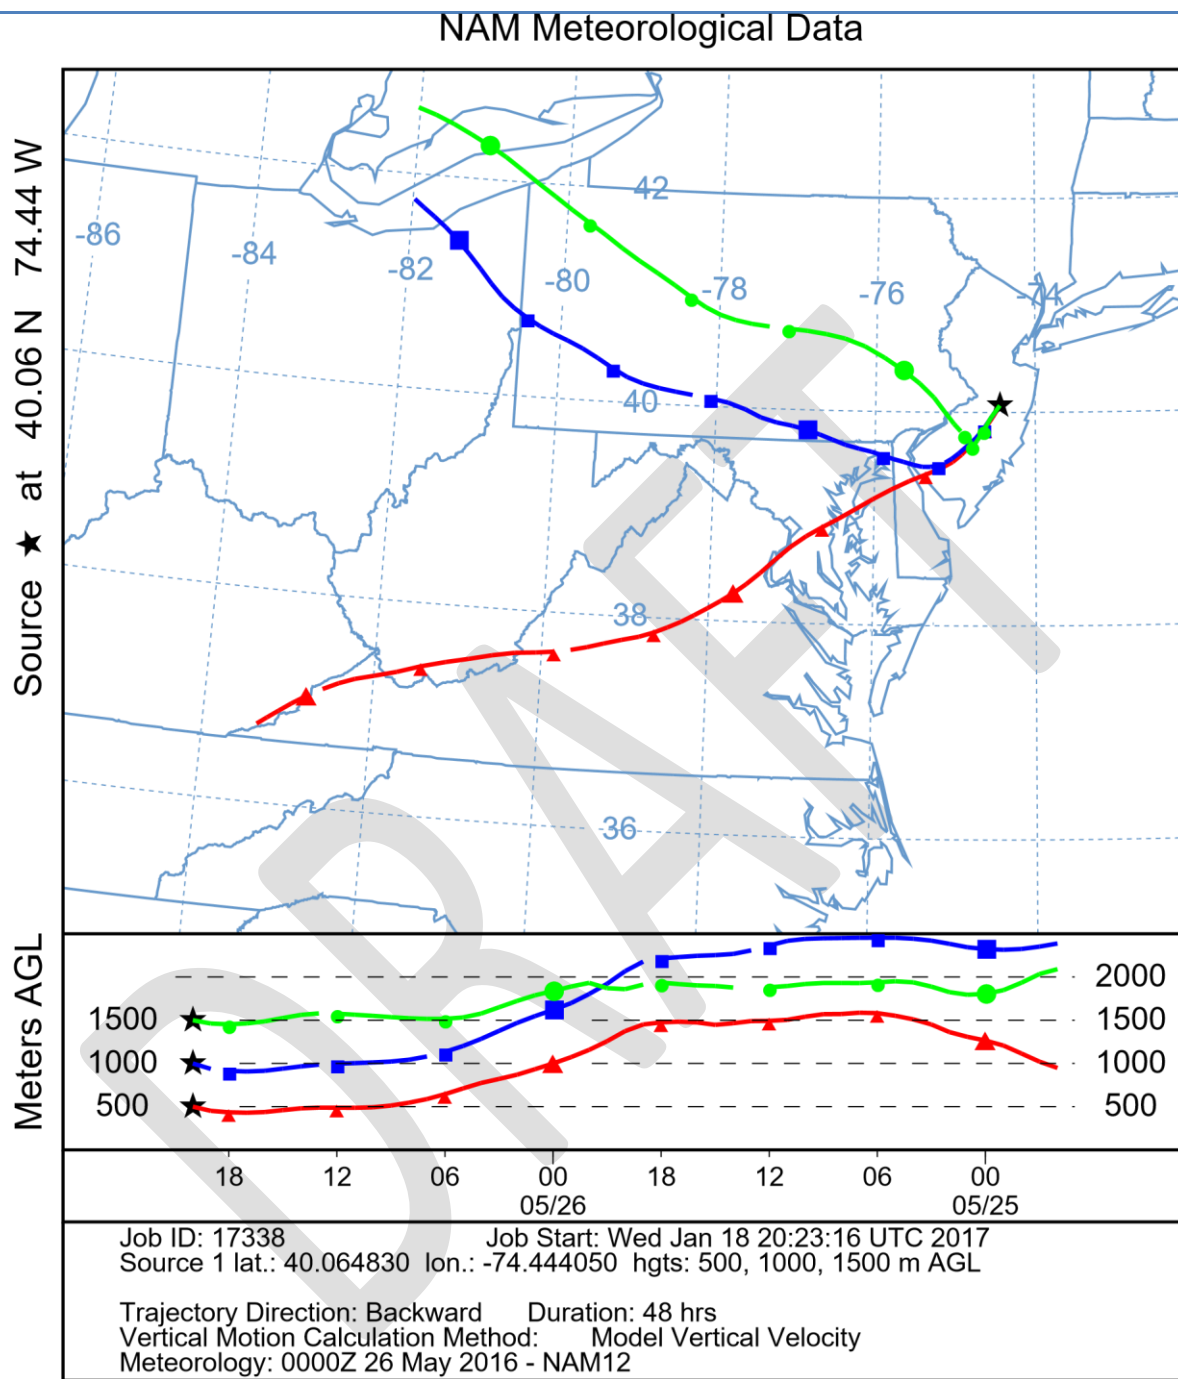 NAM Meteorological Data
Source ★ at 40.06 N 74.44 W
42
-86
-84
-82
-80
-78
-76
-74
40
38
36
DRAFT
Meters AGL
2000
1500
1500
1000
1000
500
500
18 12 06 00 18 12 06 00
05/26 05/25
Job ID: 17338 Job Start: Wed Jan 18 20:23:16 UTC 2017
Source 1 lat.: 40.064830 lon.: -74.444050 hgts: 500, 1000, 1500 m AGL
Trajectory Direction: Backward Duration: 48 hrs
Vertical Motion Calculation Method: Model Vertical Velocity
Meteorology: 0000Z 26 May 2016 - NAM12